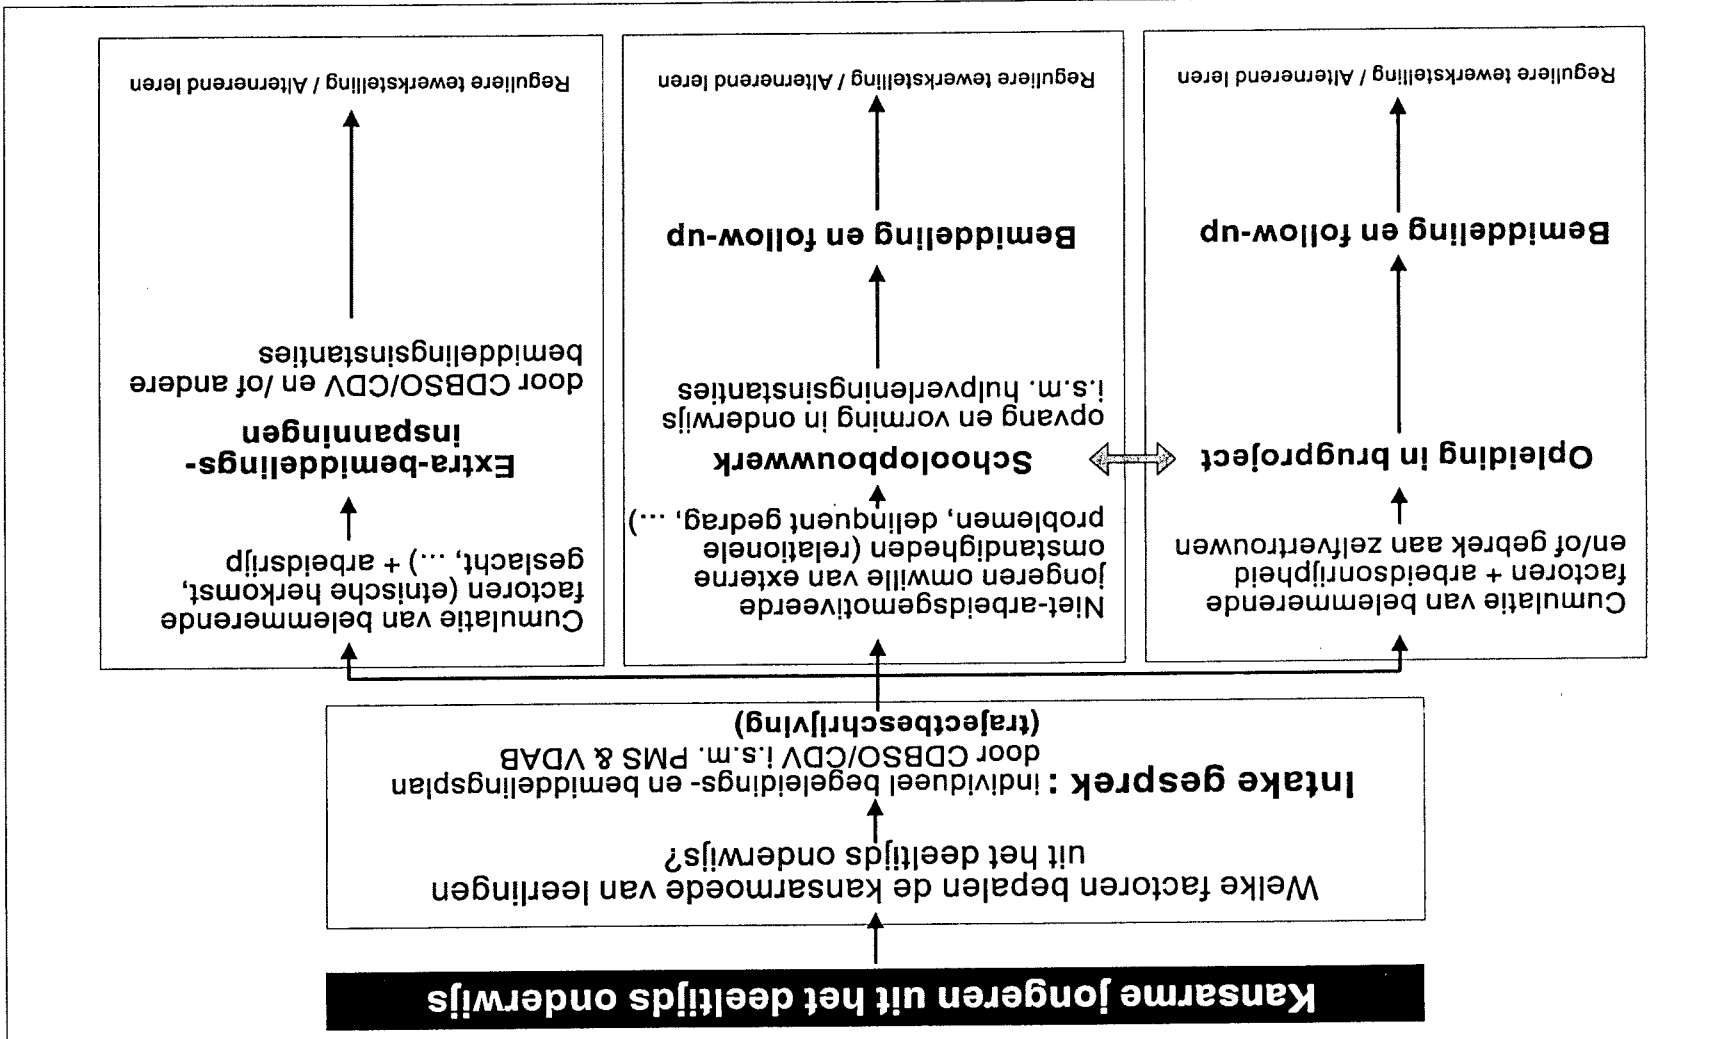 Kansarme jongeren uit het deeltijds onderwijs
Welke factoren bepalen de kansarmoede van leerlingen
uit het deeltijds onderwijs?
Intake gesprek : individueel begeleidings- en bemiddelingsplan
door CDBSO/CDV i.s.m. PMS & VDAB
(trajectbeschrijving)
Cumulatie van belemmerende
factoren + arbeidsonrijpheid
en/of gebrek aan zelfvertrouwen
Opleiding in brugproject
Bemiddeling en follow-up
Reguliere tewerkstelling / Alternerend leren
Niet-arbeidsgemotiveerde
jongeren omwille van externe
omstandigheden (relationele
problemen, delinquent gedrag, ...)
Schoolopbouwwerk
opvang en vorming in onderwijs
i.s.m. hulpverleningsinstanties
Bemiddeling en follow-up
Reguliere tewerkstelling / Alternerend leren
Cumulatie van belemmerende
factoren (etnische herkomst,
geslacht, ...) + arbeidsrijp
Extra-bemiddelings-
inspanningen
door CDBSO/CDV en /of andere
bemiddelingsinstanties
Reguliere tewerkstelling / Alternerend leren